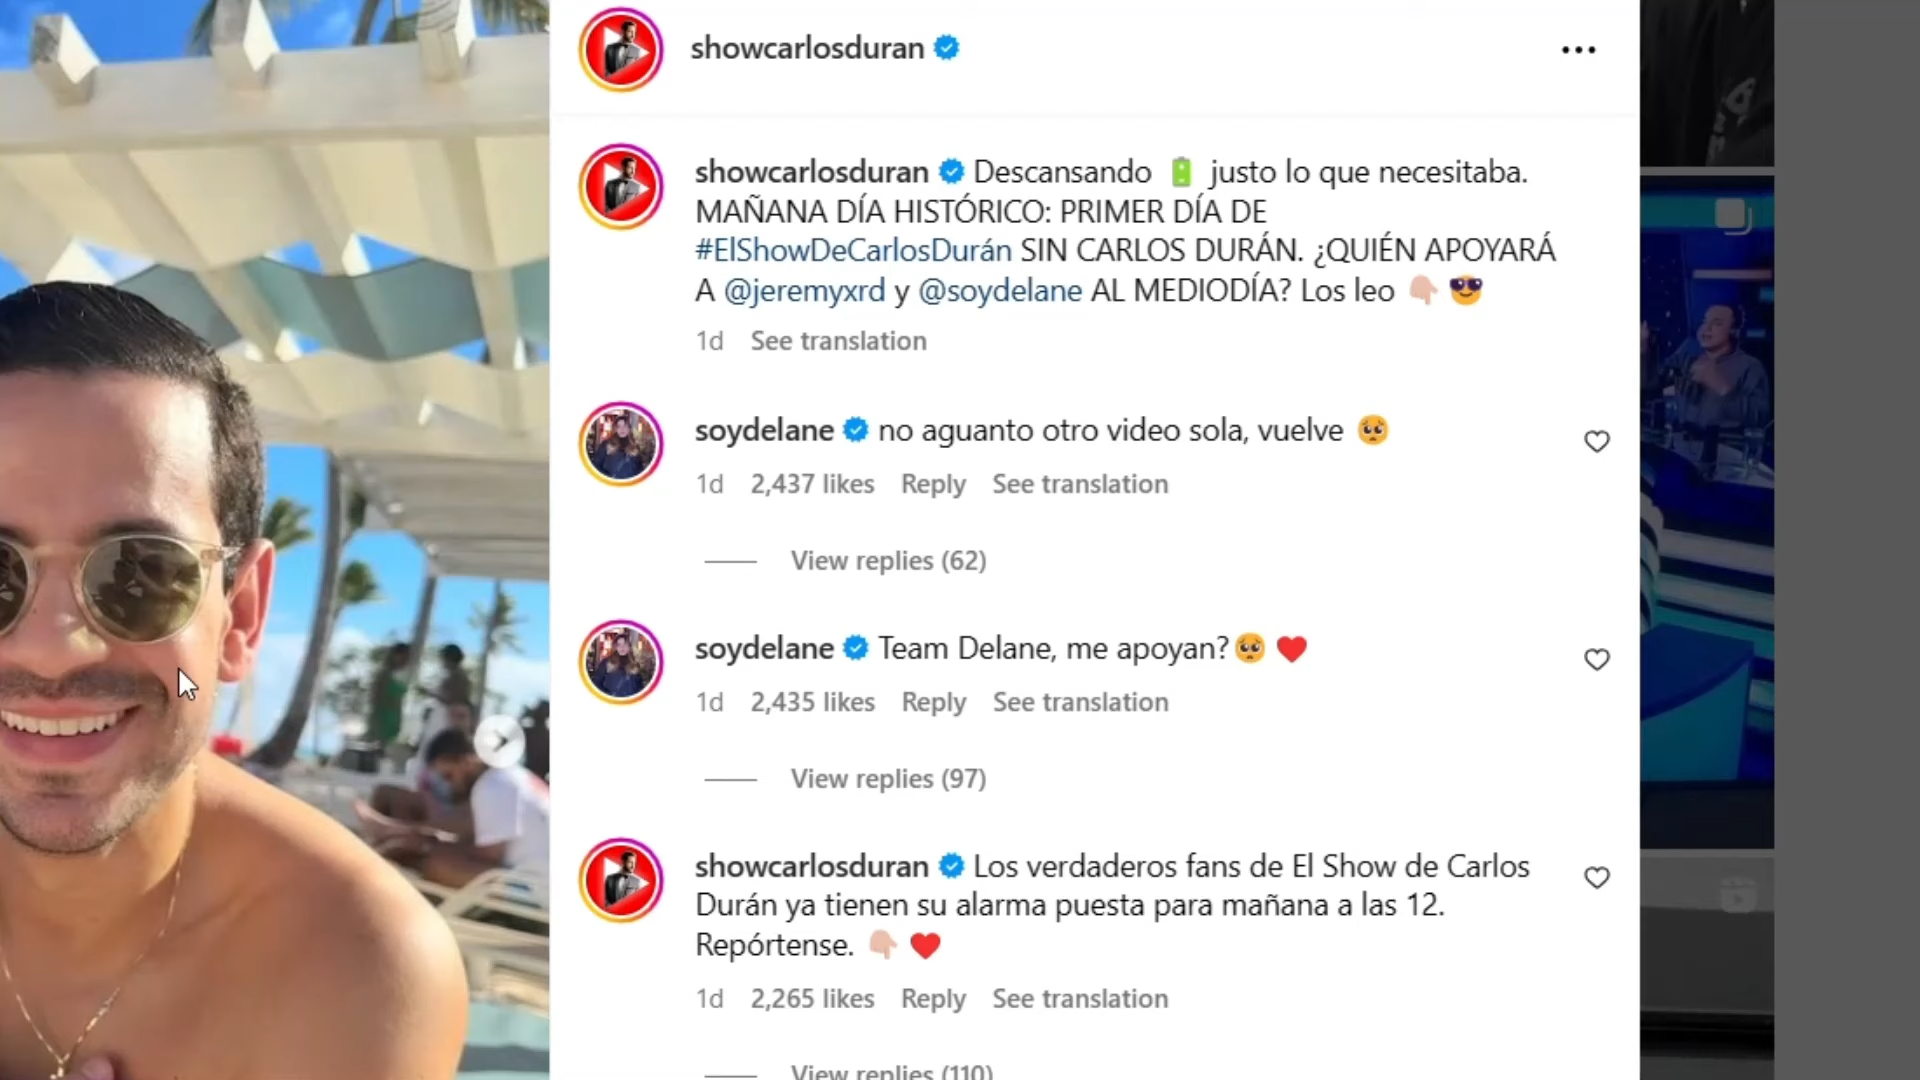 showcarlosduran
showcarlosduran Descansando 🔋 justo lo que necesitaba.
MAÑANA DÍA HISTÓRICO: PRIMER DÍA DE
#ElShowDeCarlosDurán SIN CARLOS DURÁN. ¿QUIÉN APOYARÁ
A @jeremyxrd y @soydelane AL MEDIODÍA? Los leo 👇🏻 😎
1d See translation
soydelane no aguanto otro video sola, vuelve 🥺
1d 2,437 likes Reply See translation
View replies (62)
soydelane Team Delane, me apoyan?🥺 ♥️
1d 2,435 likes Reply See translation
View replies (97)
showcarlosduran Los verdaderos fans de El Show de Carlos
Durán ya tienen su alarma puesta para mañana a las 12.
Repórtense. 👇🏻 ♥️
1d 2,265 likes Reply See translation
View replies (110)